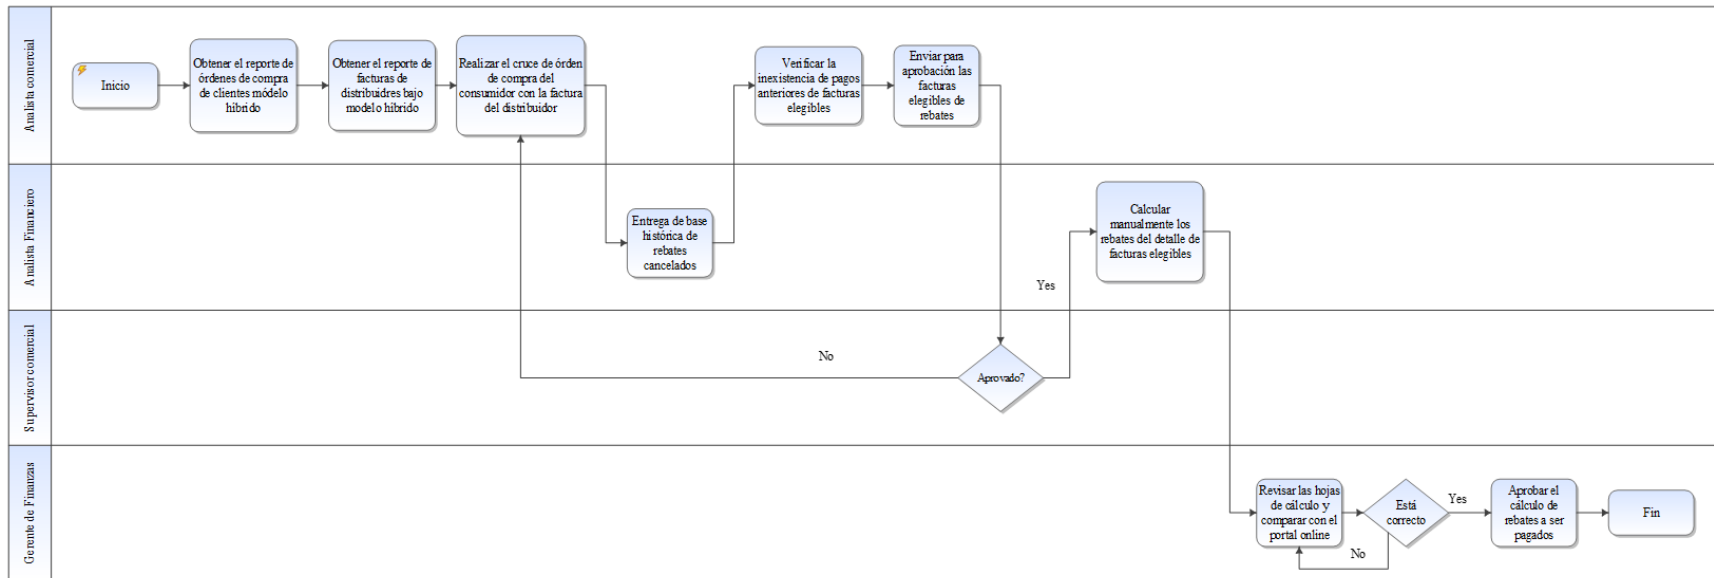 Analista comercial
Inicio
Obtener el reporte de
órdenes de compra
de clientes módelo
híbrido
Obtener el reporte de
facturas de
distribuidres bajo
modelo híbrido
Realizar el cruce de órden
de compra del
consumidor con la factura
del distribuidor
Verificar la
inexistencia de pagos
anteriores de facturas
elegibles
Enviar para
aprobación las
facturas
elegibles de
rebates
Analista Financiero
Entrega de base
histórica de
rebates
cancelados
Calcular
manualmente los
rebates del detalle de
facturas elegibles
Yes
Supervisor comercial
No
Aprovado?
Gerente de Finanzas
Revisar las hojas
de cálculo y
comparar con el
portal online
Está
correcto
Yes
No
Aprobar el
cálculo de
rebates a ser
pagados
Fin